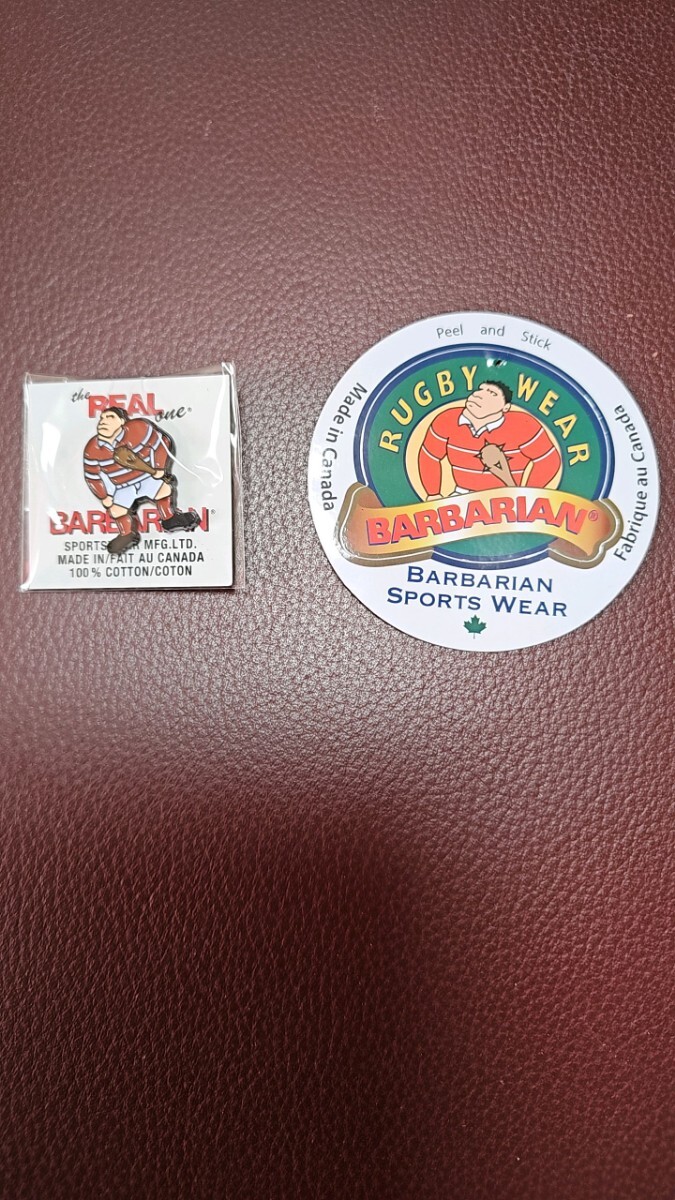 the REAL one®
BARBARIAN®
SPORTS WEAR MFG.LTD.
MADE IN/FAIT AU CANADA
100% COTTON/COTON
Peel and Stick
Made in Canada
Fabrique au Canada
RUGBY WEAR
BARBARIAN®
BARBARIAN
SPORTS WEAR